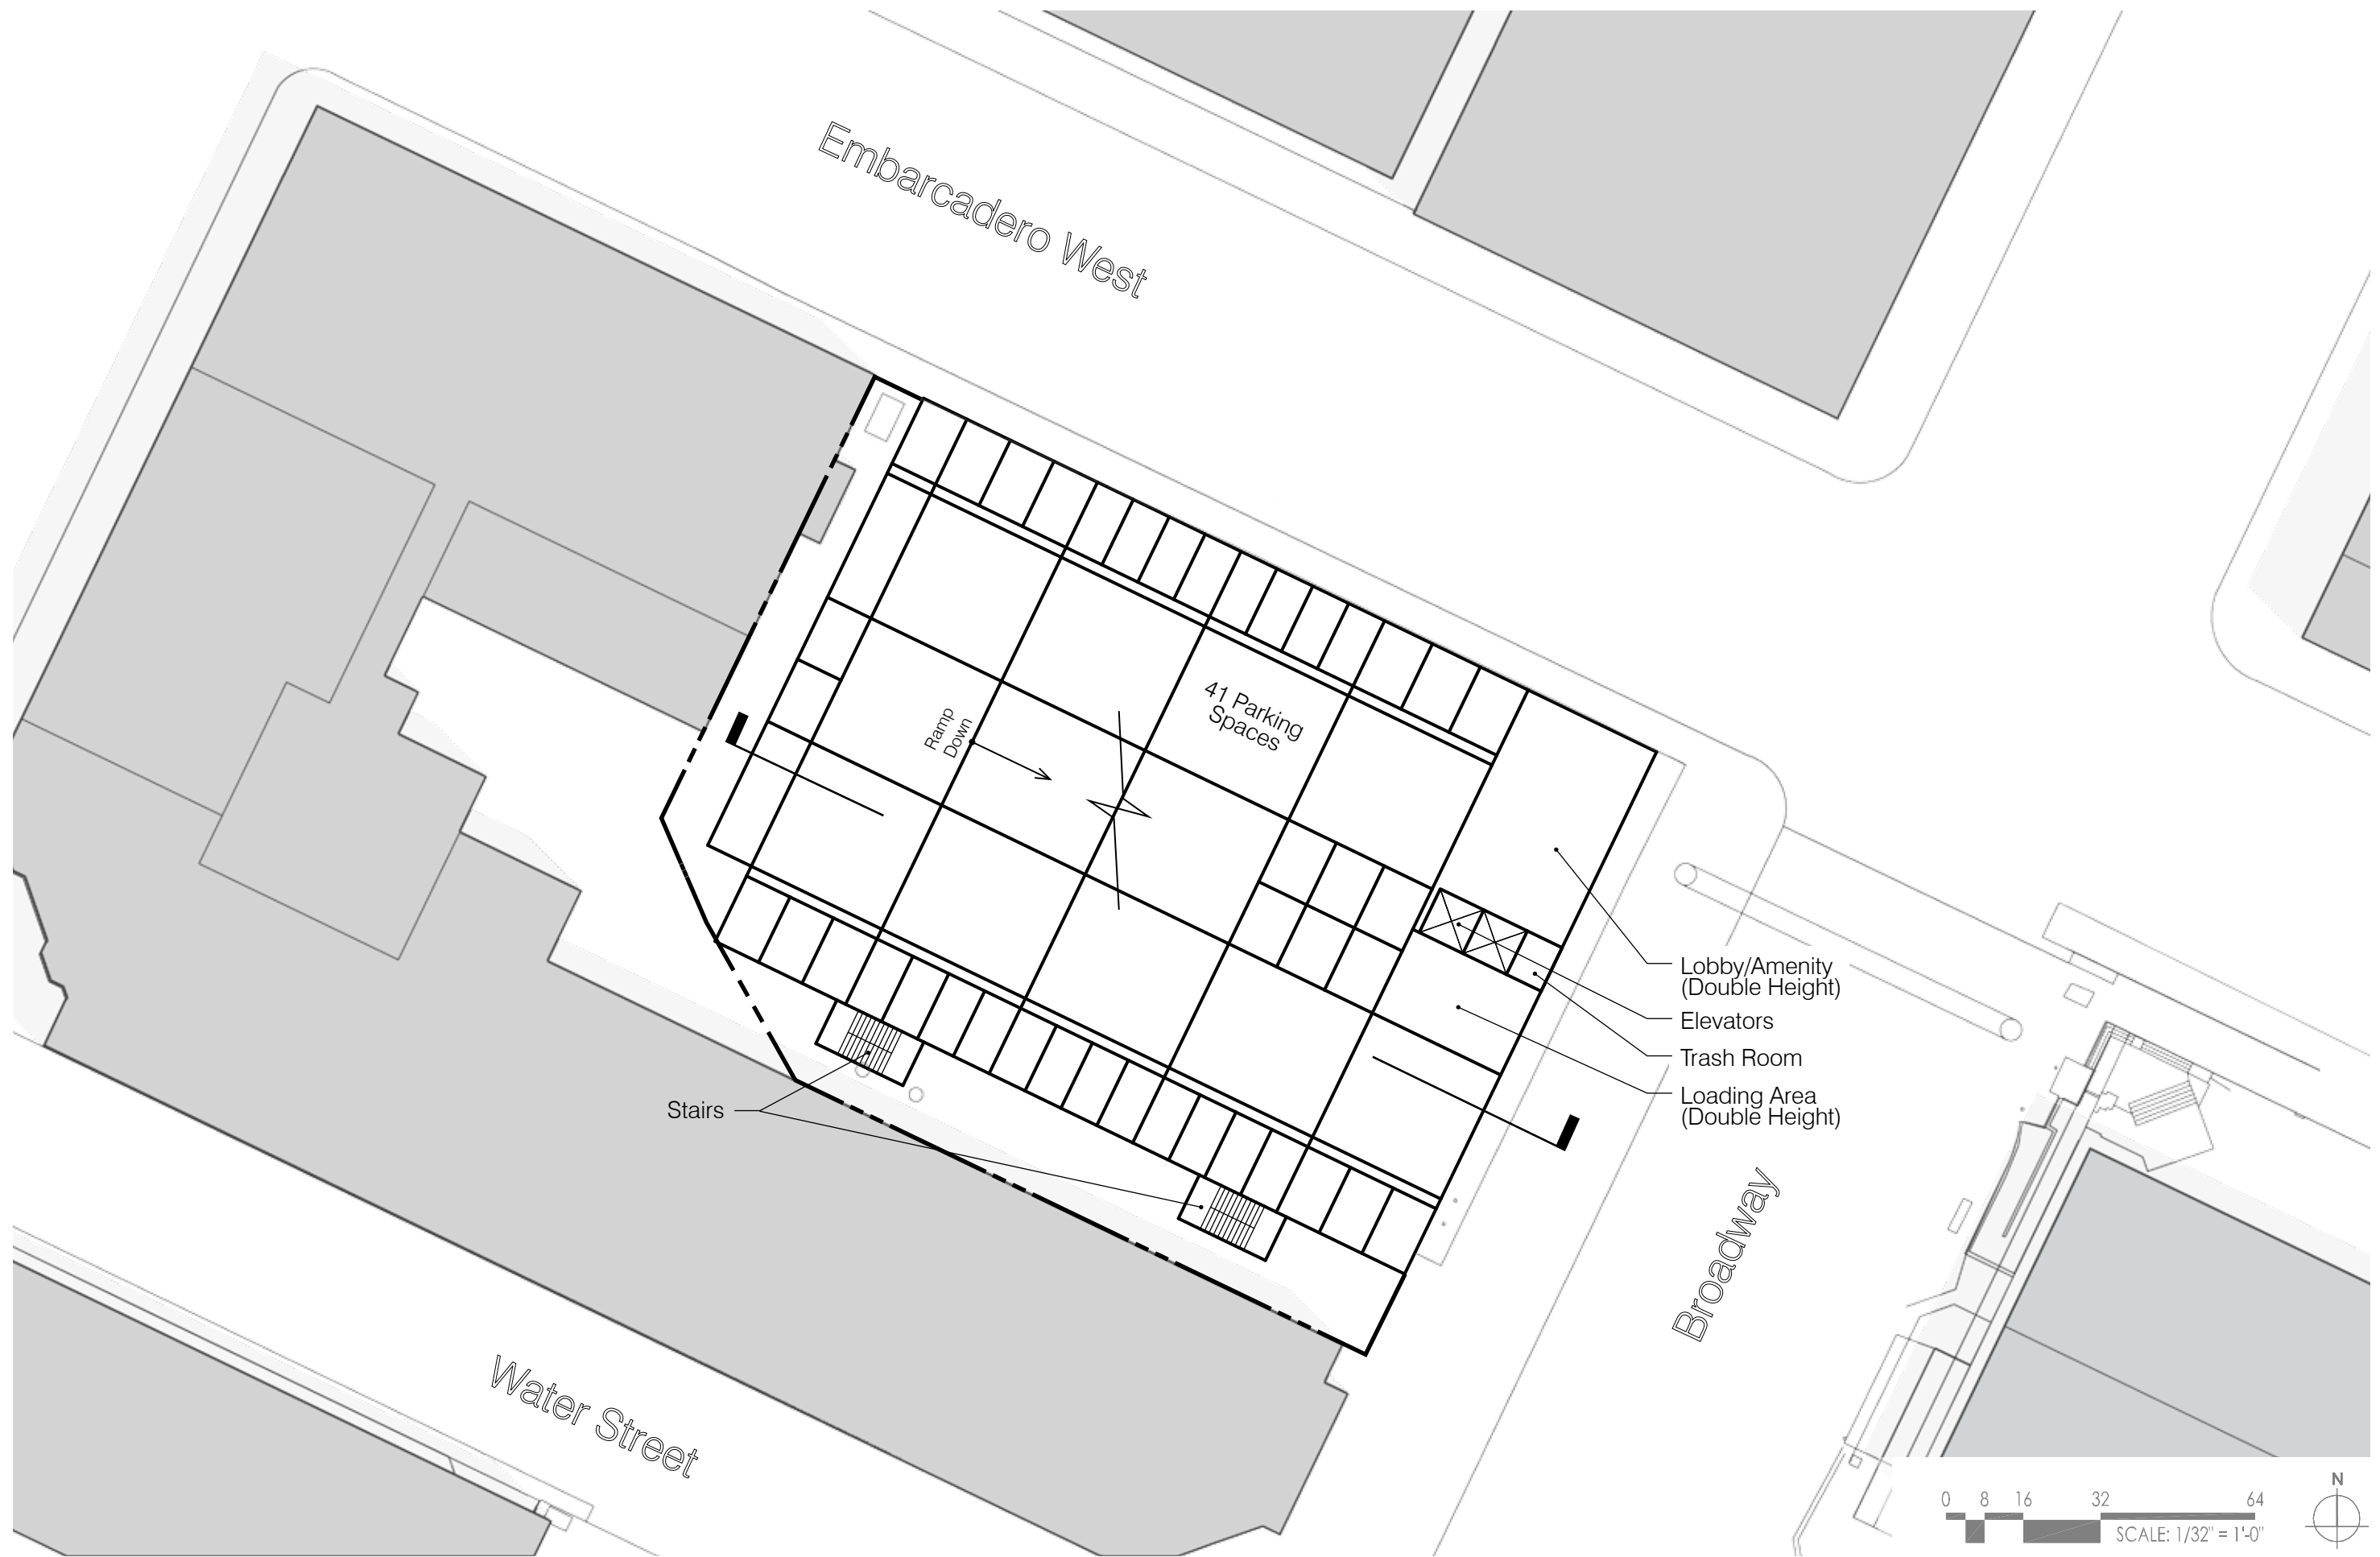 Embarcadero West
41 Parking
Spaces
Ramp
Down
Lobby/Amenity
(Double Height)
Elevators
Trash Room
Loading Area
(Double Height)
Stairs
Broadway
Water Street
N
0 8 16 32 64
SCALE: 1/32" = 1'-0"